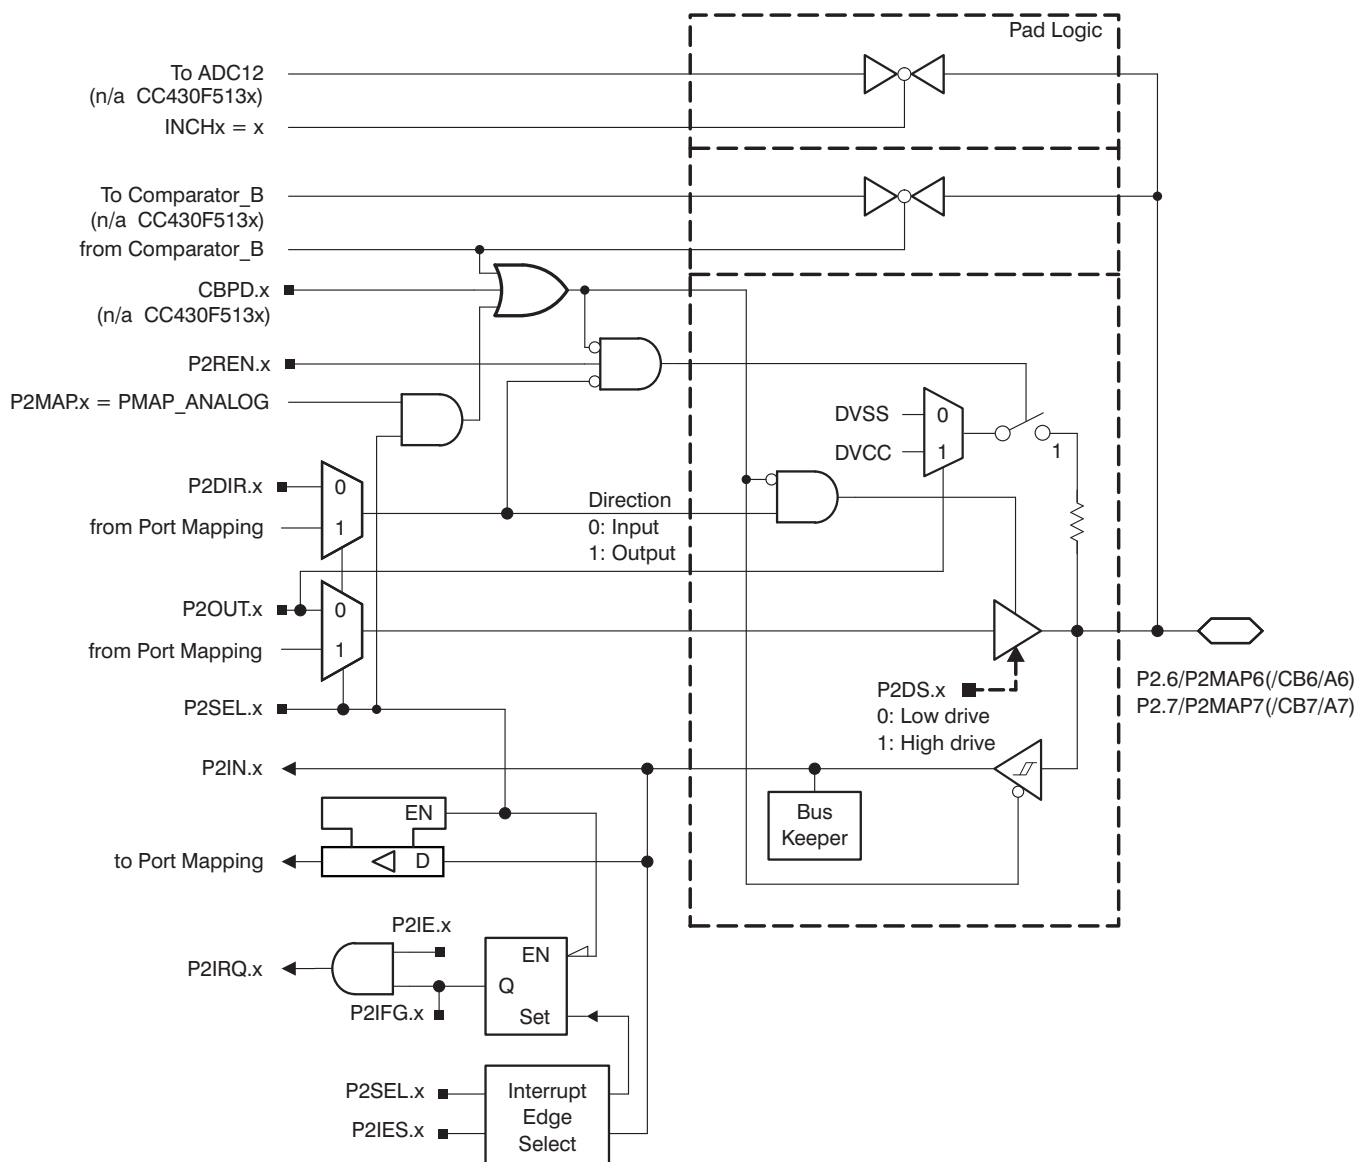 Pad Logic
To ADC12
(n/a CC430F513x)
INCHx = x
To Comparator_B
(n/a CC430F513x)
from Comparator_B
CBPD.x
(n/a CC430F513x)
P2REN.x
P2MAP.x = PMAP_ANALOG
DVSS
0
DVCC
1
1
P2DIR.x
0
from Port Mapping
1
Direction
0: Input
1: Output
P2OUT.x
0
from Port Mapping
1
P2SEL.x
P2DS.x
0: Low drive
1: High drive
P2.6/P2MAP6(/CB6/A6)
P2.7/P2MAP7(/CB7/A7)
P2IN.x
Bus
Keeper
EN
to Port Mapping
D
P2IE.x
P2IRQ.x
EN
Q
P2IFG.x
Set
P2SEL.x
P2IES.x
Interrupt
Edge
Select